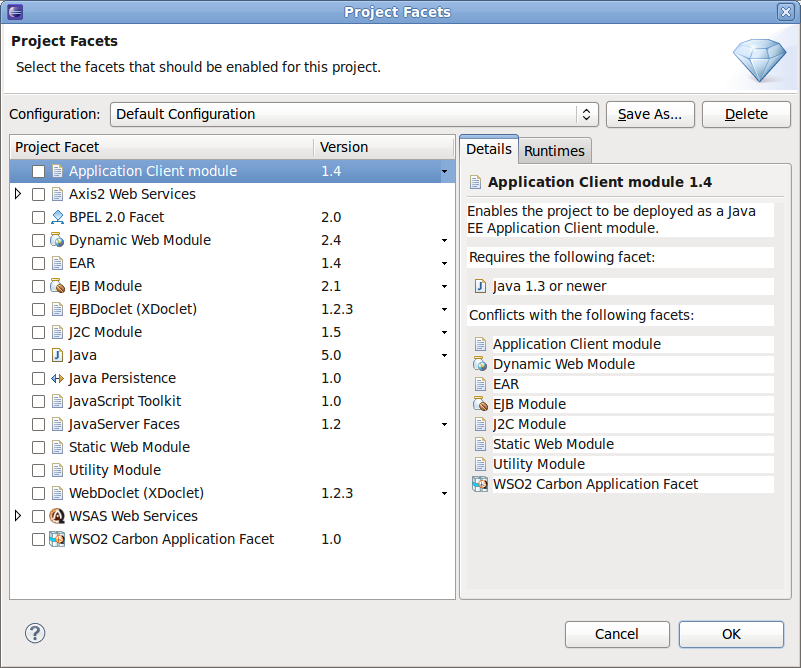 Project Facets
Project Facets
Select the facets that should be enabled for this project.
Configuration: Default Configuration Save As... Delete
Project Facet Version
Application Client module 1.4
Axis2 Web Services
BPEL 2.0 Facet 2.0
Dynamic Web Module 2.4
EAR 1.4
EJB Module 2.1
EJBDoclet (XDoclet) 1.2.3
J2C Module 1.5
Java 5.0
Java Persistence 1.0
JavaScript Toolkit 1.0
JavaServer Faces 1.2
Static Web Module
Utility Module
WebDoclet (XDoclet) 1.2.3
WSAS Web Services
WSO2 Carbon Application Facet 1.0
Details Runtimes
Application Client module 1.4
Enables the project to be deployed as a Java
EE Application Client module.
Requires the following facet:
Java 1.3 or newer
Conflicts with the following facets:
Application Client module
Dynamic Web Module
EAR
EJB Module
J2C Module
Static Web Module
Utility Module
WSO2 Carbon Application Facet
? Cancel OK